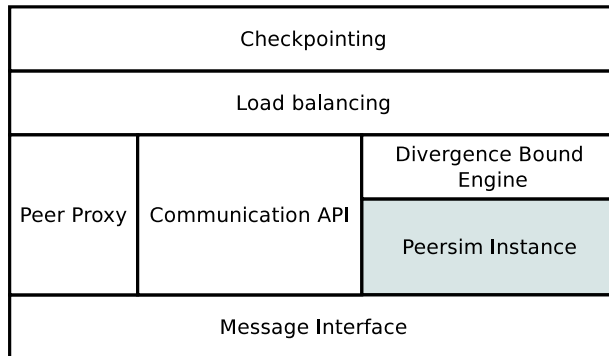 Checkpointing
Load balancing
Peer Proxy
Communication API
Divergence Bound
Engine
Peersim Instance
Message Interface